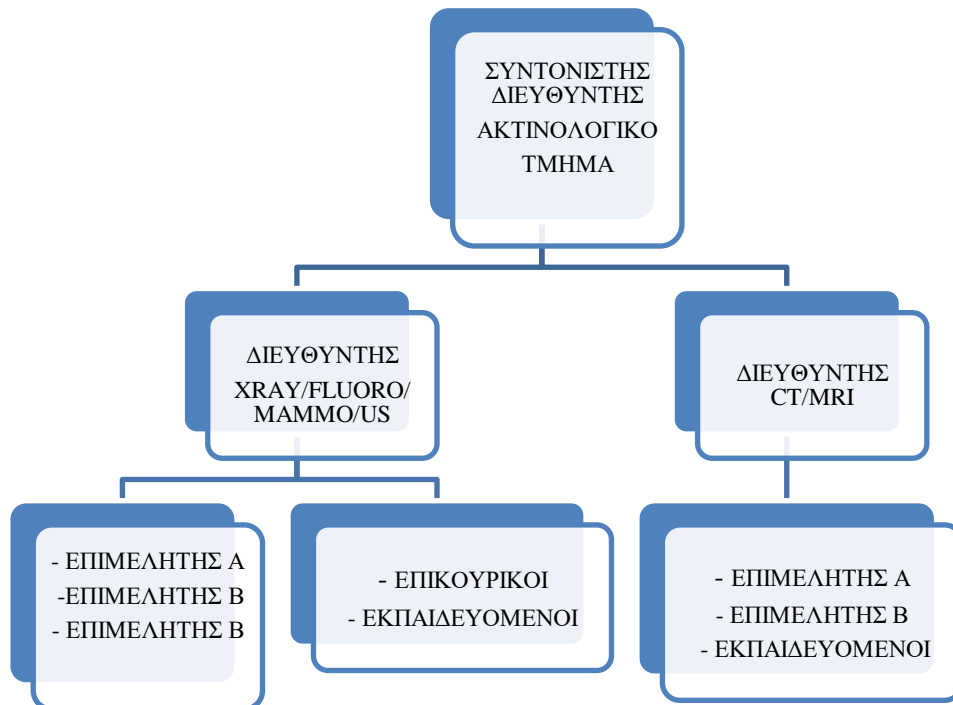 ΣΥΝΤΟΝΙΣΤΗΣ
ΔΙΕΥΘΥΝΤΗΣ
ΑΚΤΙΝΟΛΟΓΙΚΟ
ΤΜΗΜΑ
ΔΙΕΥΘΥΝΤΗΣ
XRAY/FLUORO/
MAMMO/US
ΔΙΕΥΘΥΝΤΗΣ
CT/MRI
- ΕΠΙΜΕΛΗΤΗΣ Α
-ΕΠΙΜΕΛΗΤΗΣ Β
- ΕΠΙΜΕΛΗΤΗΣ Β
- ΕΠΙΚΟΥΡΙΚΟΙ
- ΕΚΠΑΙΔΕΥΟΜΕΝΟΙ
- ΕΠΙΜΕΛΗΤΗΣ Α
- ΕΠΙΜΕΛΗΤΗΣ Β
- ΕΚΠΑΙΔΕΥΟΜΕΝΟΙ